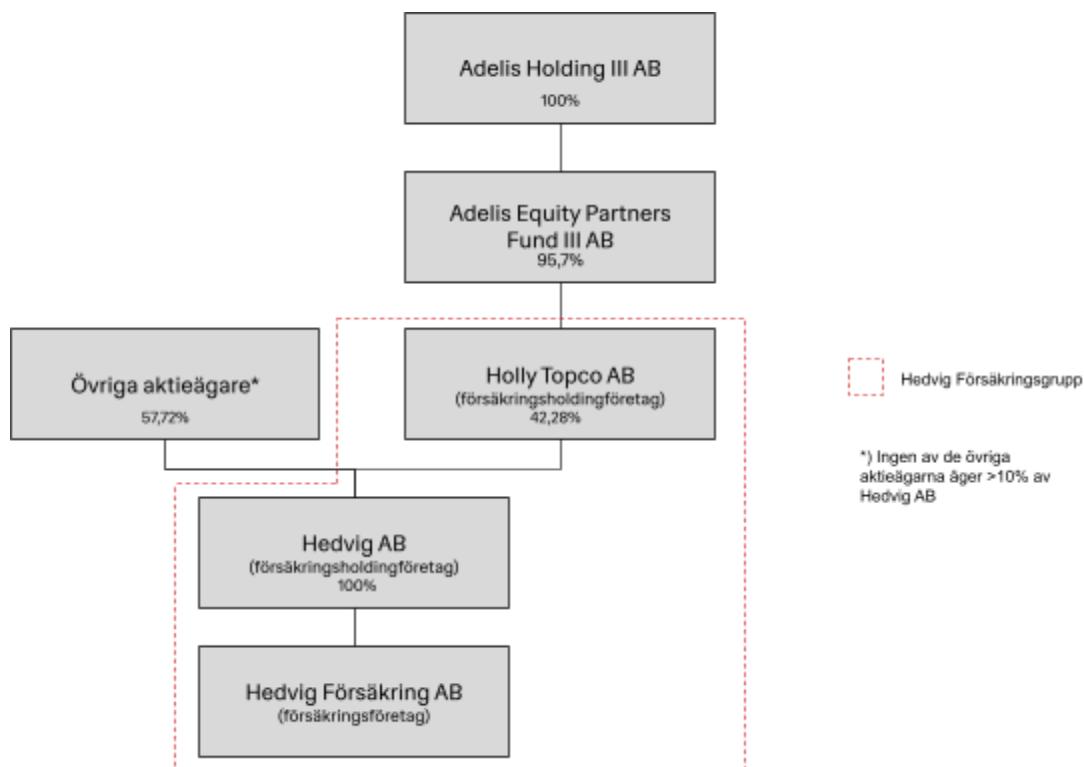 Adelis Holding III AB
100%
Adelis Equity Partners
Fund III AB
95,7%
Övriga aktieägare*
57,72%
Holly Topco AB
(försäkringsholdingföretag)
42,28%
Hedvig Försäkringsgrupp
*) Ingen av de övriga
aktieägarna äger >10% av
Hedvig AB
Hedvig AB
(försäkringsholdingföretag)
100%
Hedvig Försäkring AB
(försäkringsföretag)